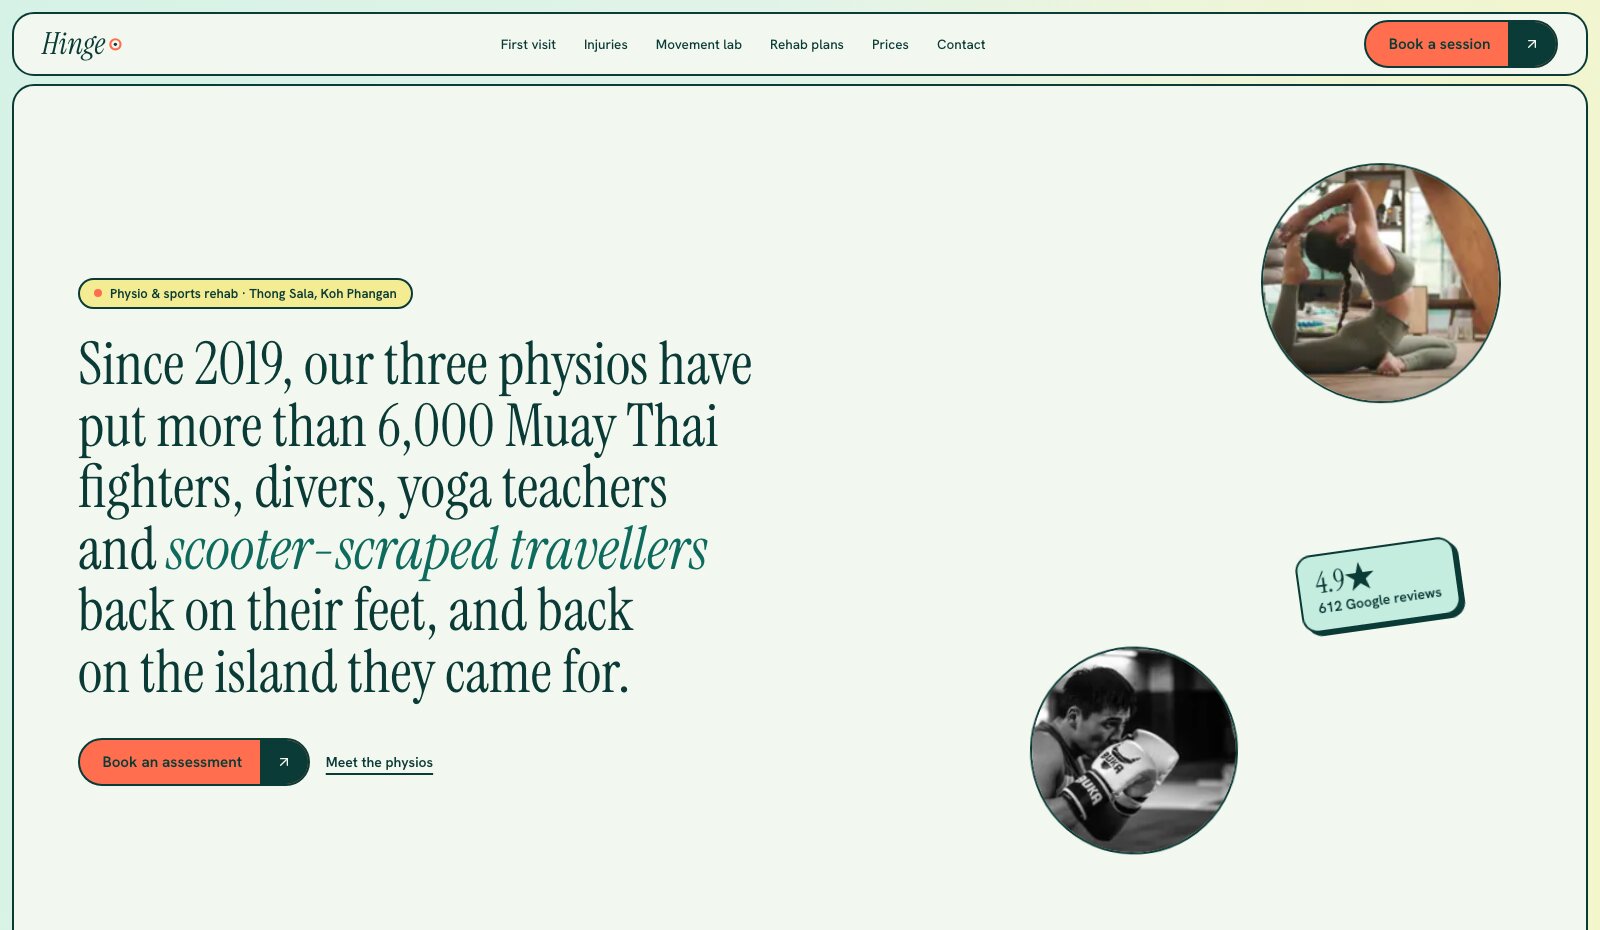 Hinge
First visit
Injuries
Movement lab
Rehab plans
Prices
Contact
Book a session
Physio & sports rehab · Thong Sala, Koh Phangan
Since 2019, our three physios have
put more than 6,000 Muay Thai
fighters, divers, yoga teachers
and scooter-scraped travellers
back on their feet, and back
on the island they came for.
Book an assessment
Meet the physios
4.9★
612 Google reviews
BUKA
BUKA